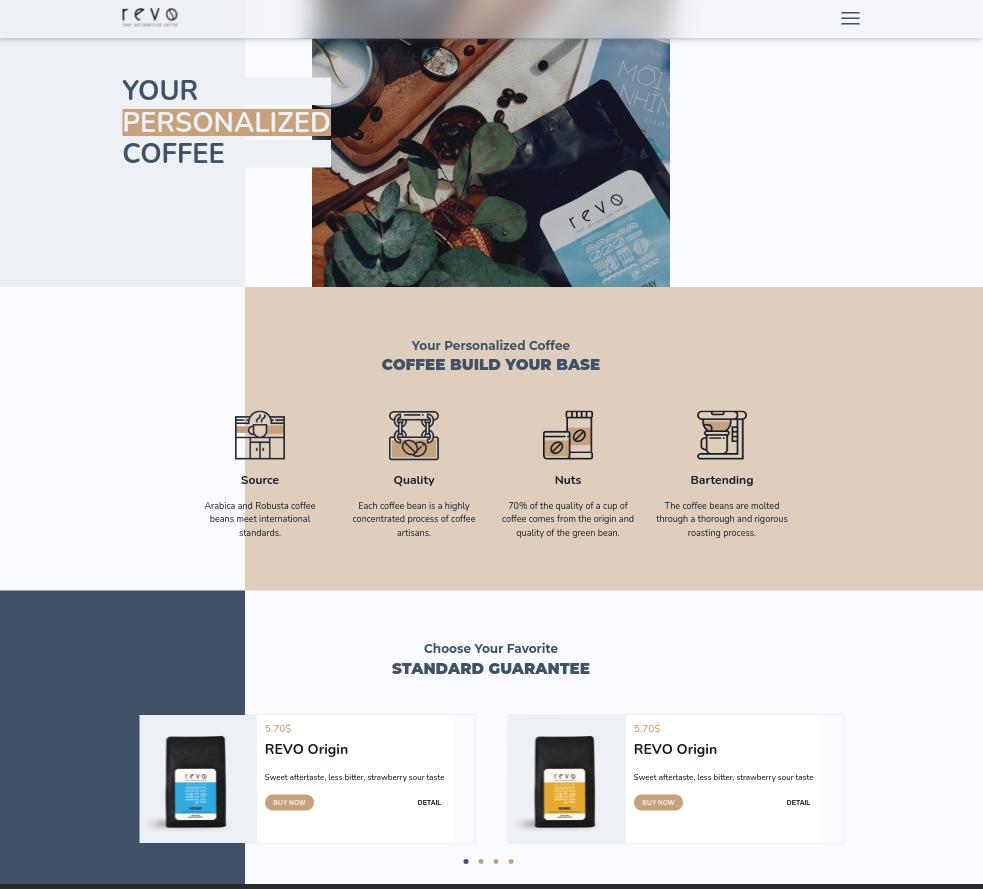 revo
YOUR
PERSONALIZED
COFFEE
MỖI
NHÌN
revo
Your Personalized Coffee
COFFEE BUILD YOUR BASE
Source
Arabica and Robusta coffee
beans meet international
standards.
Quality
Each coffee bean is a highly
concentrated process of coffee
artisans.
Nuts
70% of the quality of a cup of
coffee comes from the origin and
quality of the green bean.
Bartending
The coffee beans are molted
through a thorough and rigorous
roasting process.
Choose Your Favorite
STANDARD GUARANTEE
revo
5.70$
REVO Origin
Sweet aftertaste, less bitter, strawberry sour taste
BUY NOW
DETAIL
revo
5.70$
REVO Origin
Sweet aftertaste, less bitter, strawberry sour taste
BUY NOW
DETAIL